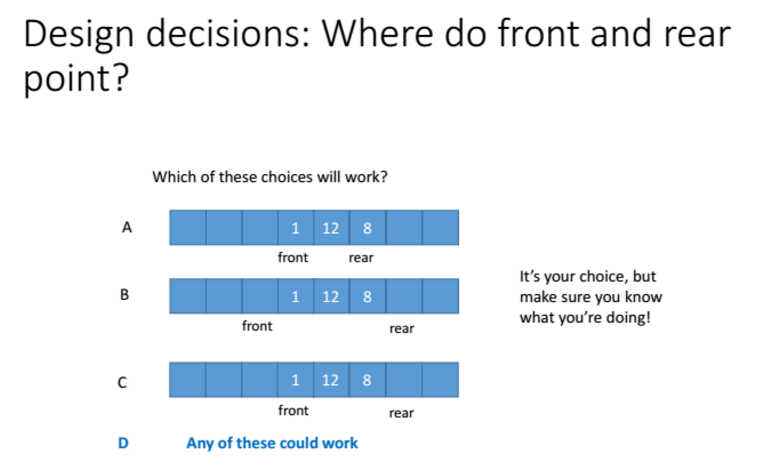 Design decisions: Where do front and rear
point?
Which of these choices will work?
A
1 12 8
front rear
B
1 12 8
front rear
C
1 12 8
front rear
D Any of these could work
It's your choice, but
make sure you know
what you're doing!